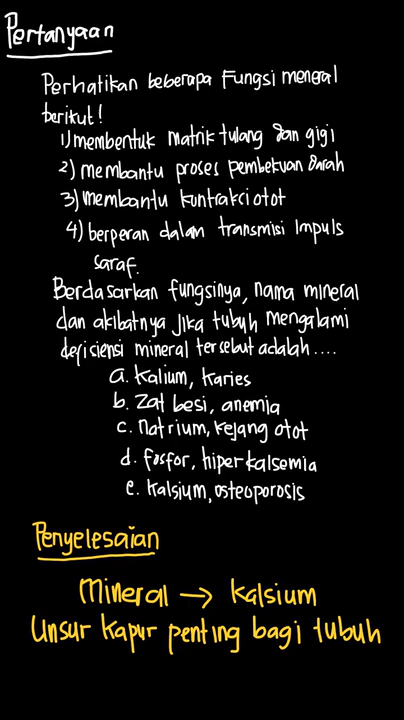 Pertanyaan
Perhatikan beberapa Fungsi meneral
berikut!
1) membentuk matrik tulang dan gigi
2) membantu proses pembekuan darah
3) membantu kuntraksi otot
4) berperan dalam transmisi Impuls
saraf.
Berdasarkan fungsinya, nama mineral
dan akibatnya jika tubuh mengalami
defisiensi mineral tersebut adalah....
a. Kalium, Karies
b. Zat besi, anemia
c. Natrium, Kejang otot
d. fosfor, hiperkalsemia
e. Kalsium, osteoporosis
Penyelesaian
Mineral → Kalsium
Unsur kapur penting bagi tubuh